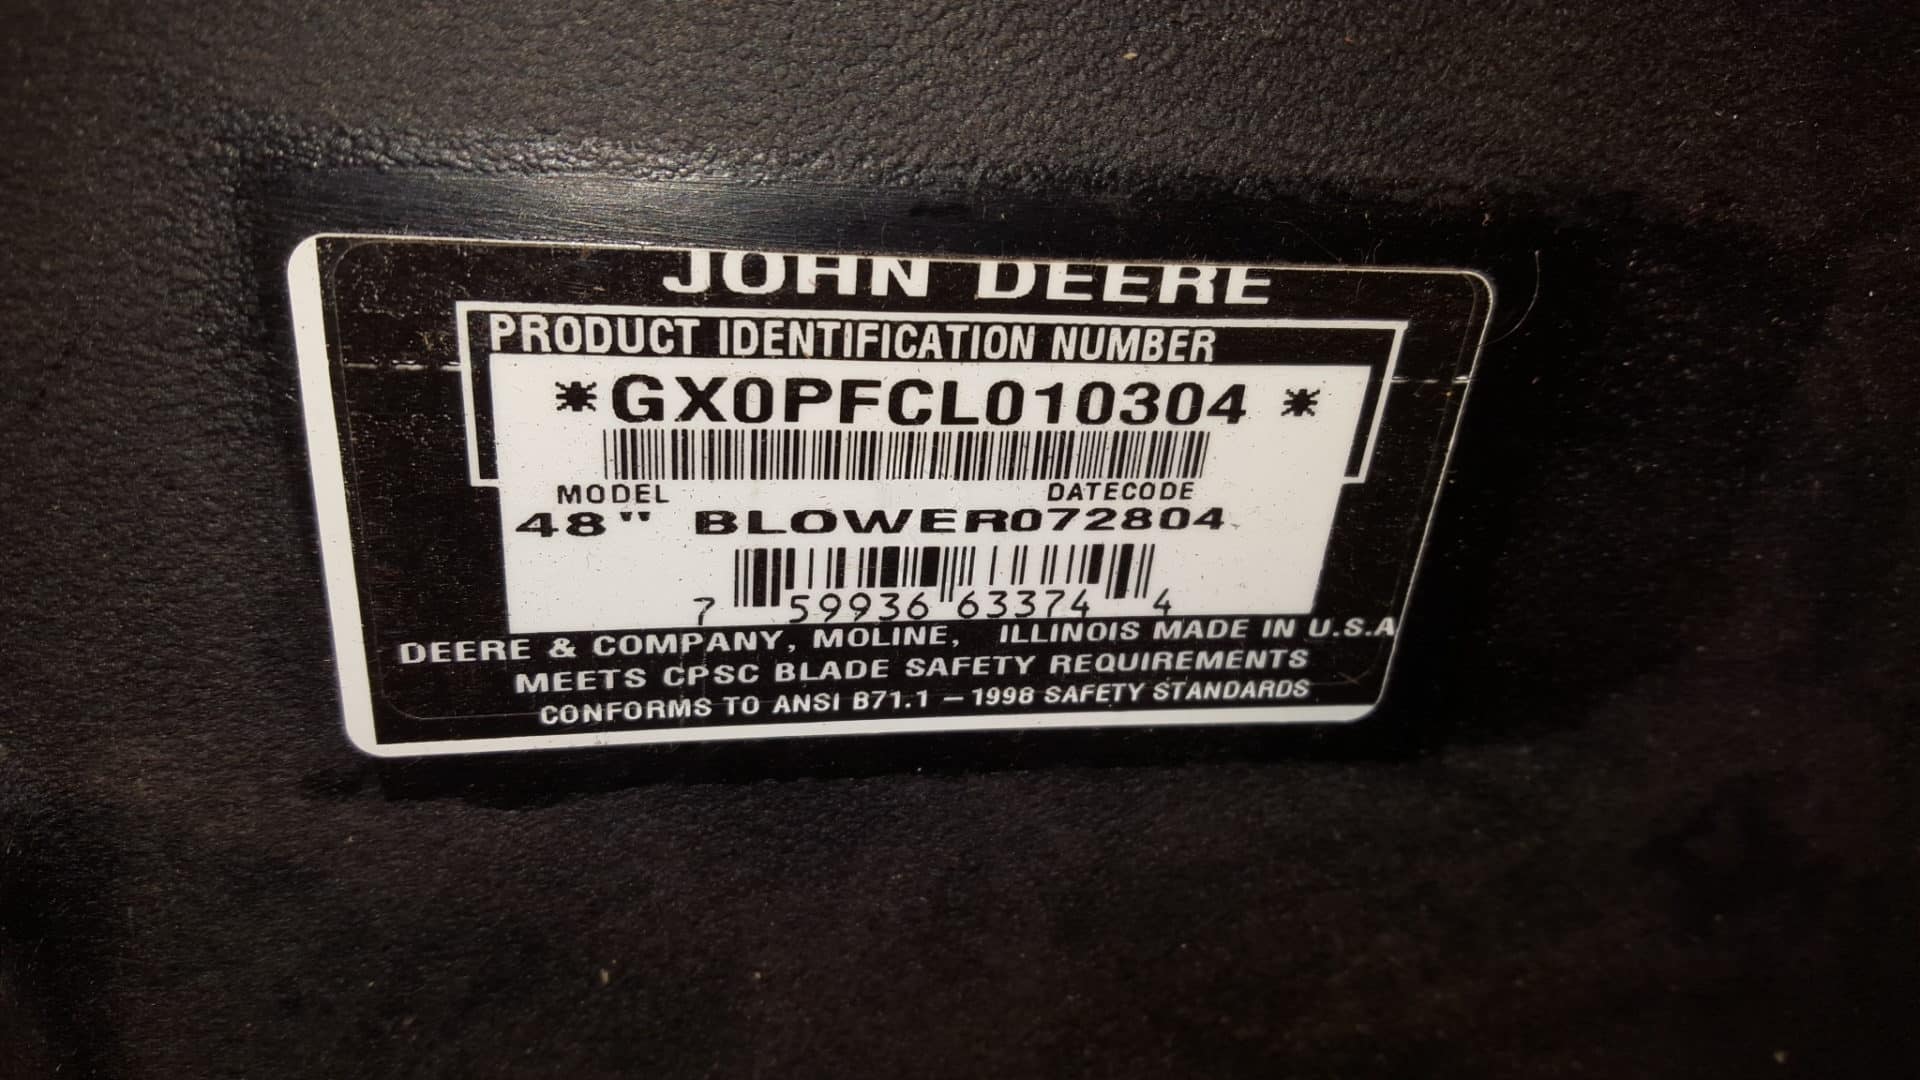 JOHN DEERE
PRODUCT IDENTIFICATION NUMBER
*GX0PFCL010304 *
MODEL DATECODE
48" BLOWER072804
7 59936 63374 4
DEERE & COMPANY, MOLINE, ILLINOIS MADE IN U.S.A
MEETS CPSC BLADE SAFETY REQUIREMENTS
CONFORMS TO ANSI B71.1 – 1998 SAFETY STANDARDS